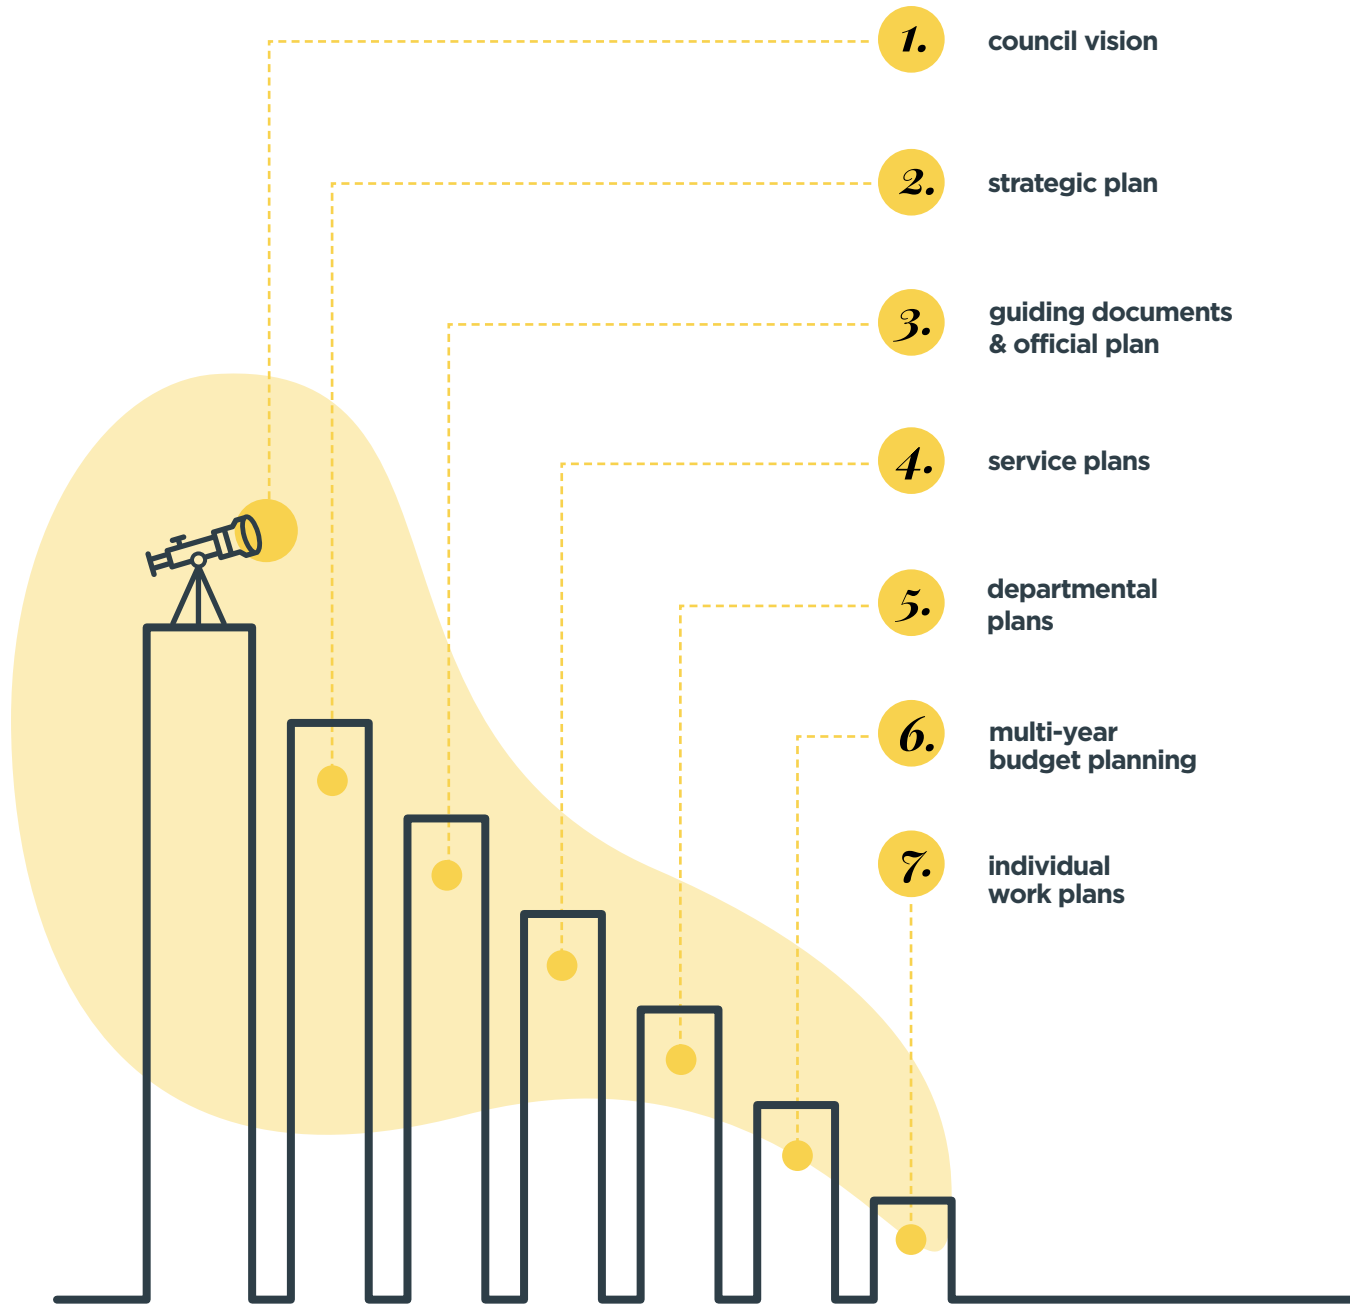 1. council vision
2. strategic plan
3. guiding documents
& official plan
4. service plans
5. departmental
plans
6. multi-year
budget planning
7. individual
work plans